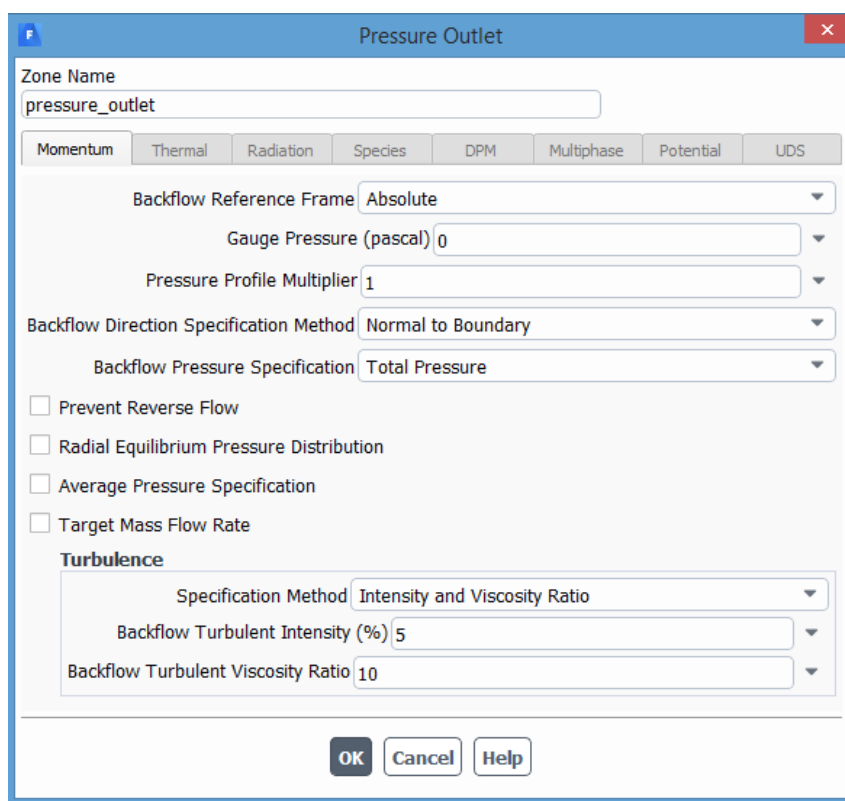 F
Pressure Outlet
×
Zone Name
pressure_outlet
Momentum Thermal Radiation Species DPM Multiphase Potential UDS
Backflow Reference Frame Absolute
Gauge Pressure (pascal) 0
Pressure Profile Multiplier 1
Backflow Direction Specification Method Normal to Boundary
Backflow Pressure Specification Total Pressure
Prevent Reverse Flow
Radial Equilibrium Pressure Distribution
Average Pressure Specification
Target Mass Flow Rate
Turbulence
Specification Method Intensity and Viscosity Ratio
Backflow Turbulent Intensity (%) 5
Backflow Turbulent Viscosity Ratio 10
OK Cancel Help